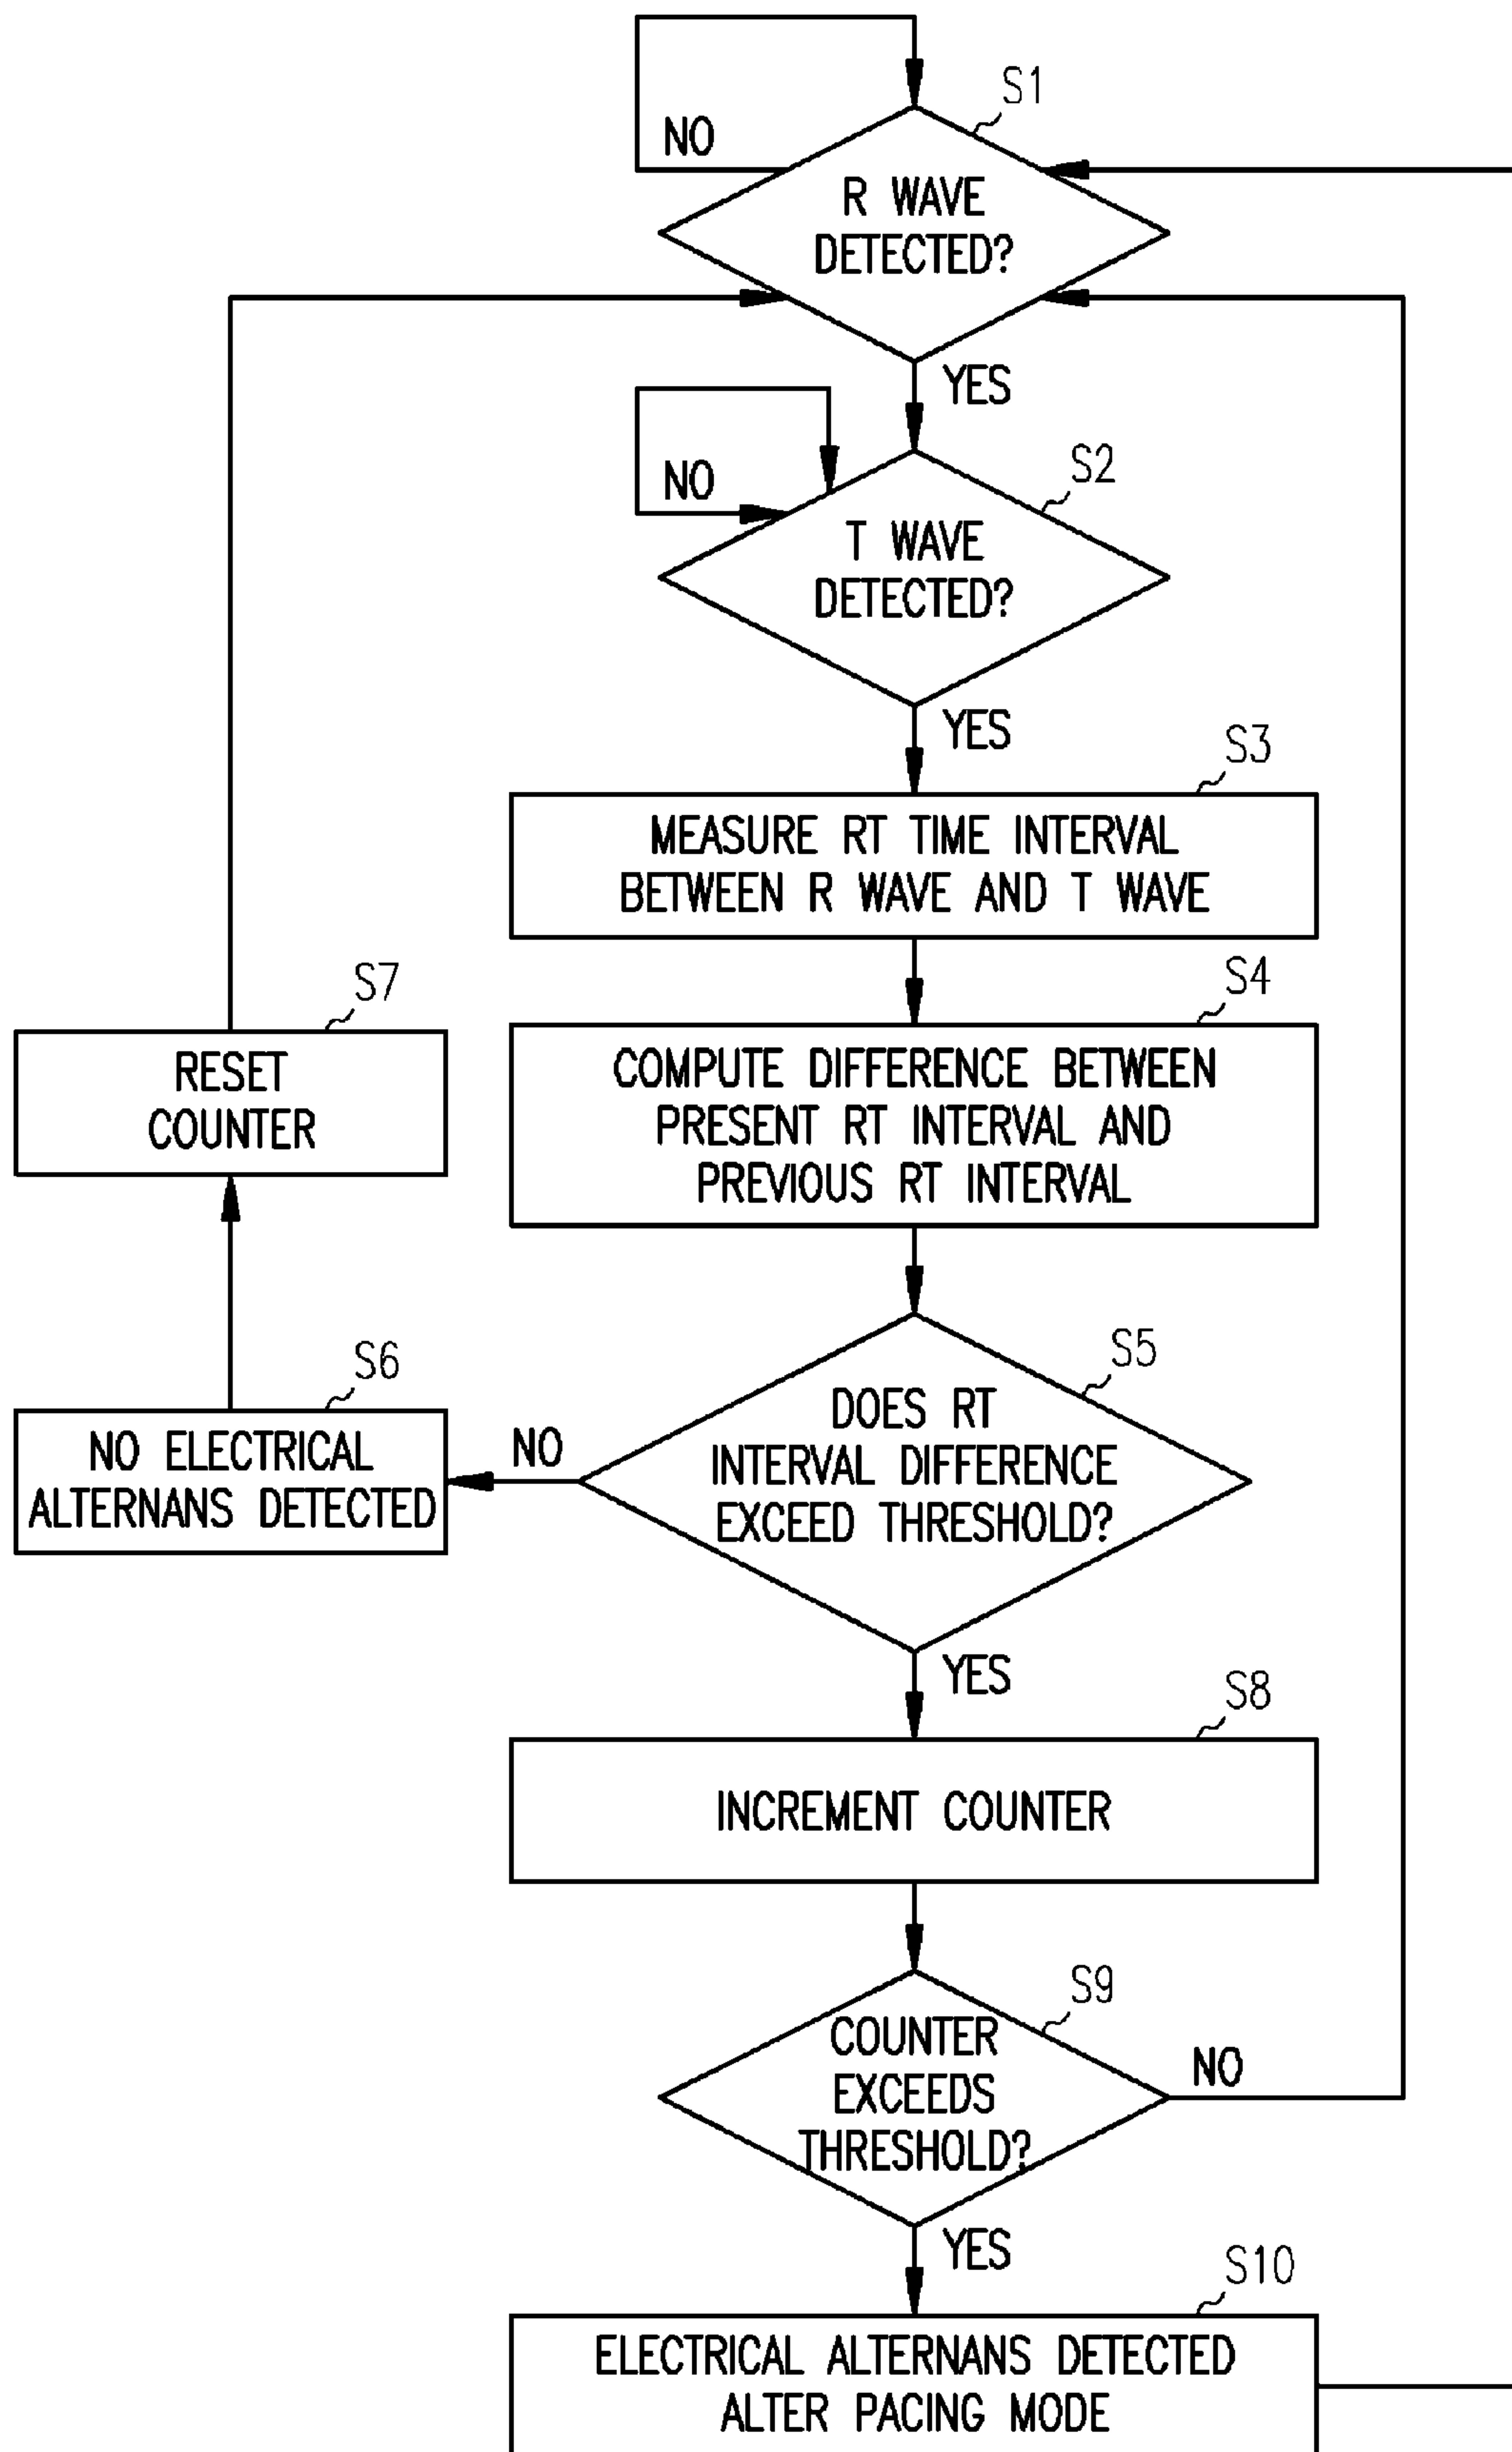 S1
NO
R WAVE
DETECTED?
YES
S2
NO
T WAVE
DETECTED?
YES
S3
MEASURE RT TIME INTERVAL
BETWEEN R WAVE AND T WAVE
S4
COMPUTE DIFFERENCE BETWEEN
PRESENT RT INTERVAL AND
PREVIOUS RT INTERVAL
S7
RESET
COUNTER
S5
DOES RT
INTERVAL DIFFERENCE
EXCEED THRESHOLD?
NO
S6
NO ELECTRICAL
ALTERNANS DETECTED
YES
S8
INCREMENT COUNTER
S9
COUNTER
EXCEEDS
THRESHOLD?
NO
YES
S10
ELECTRICAL ALTERNANS DETECTED
ALTER PACING MODE